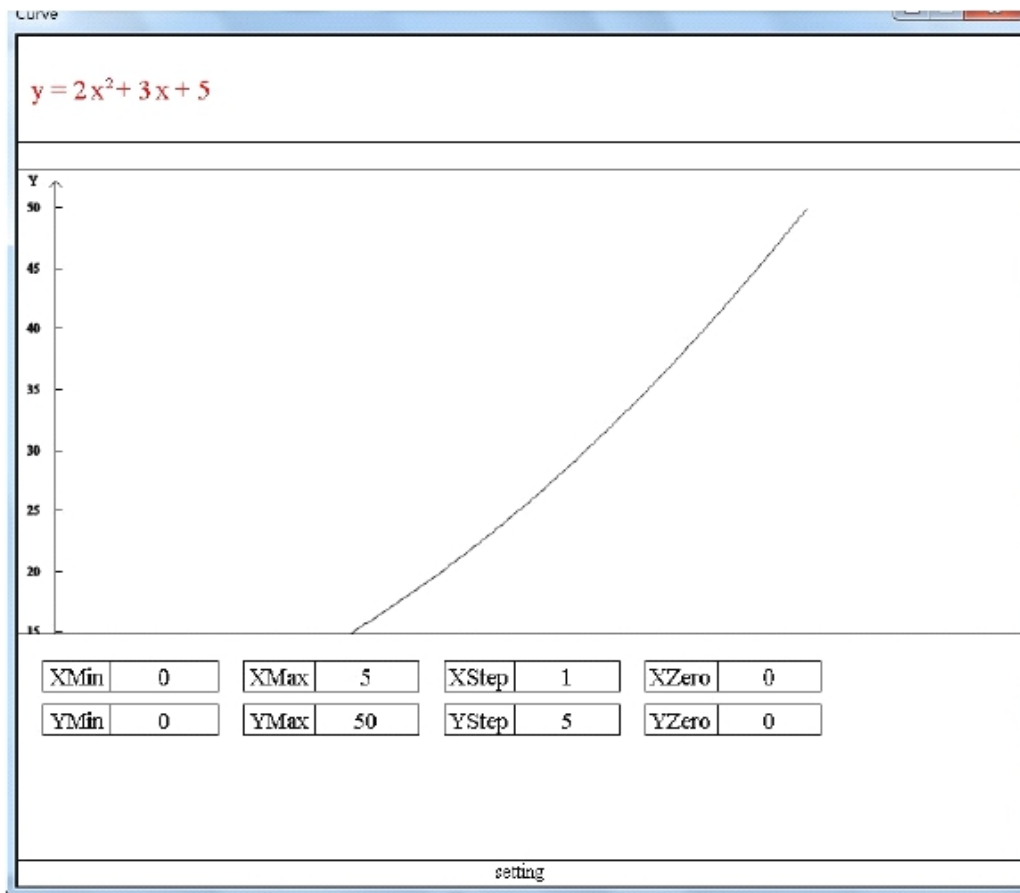 Curve
y = 2x²+ 3x + 5
Y
50
45
40
35
30
25
20
15
XMin 0 XMax 5 XStep 1 XZero 0
YMin 0 YMax 50 YStep 5 YZero 0
setting